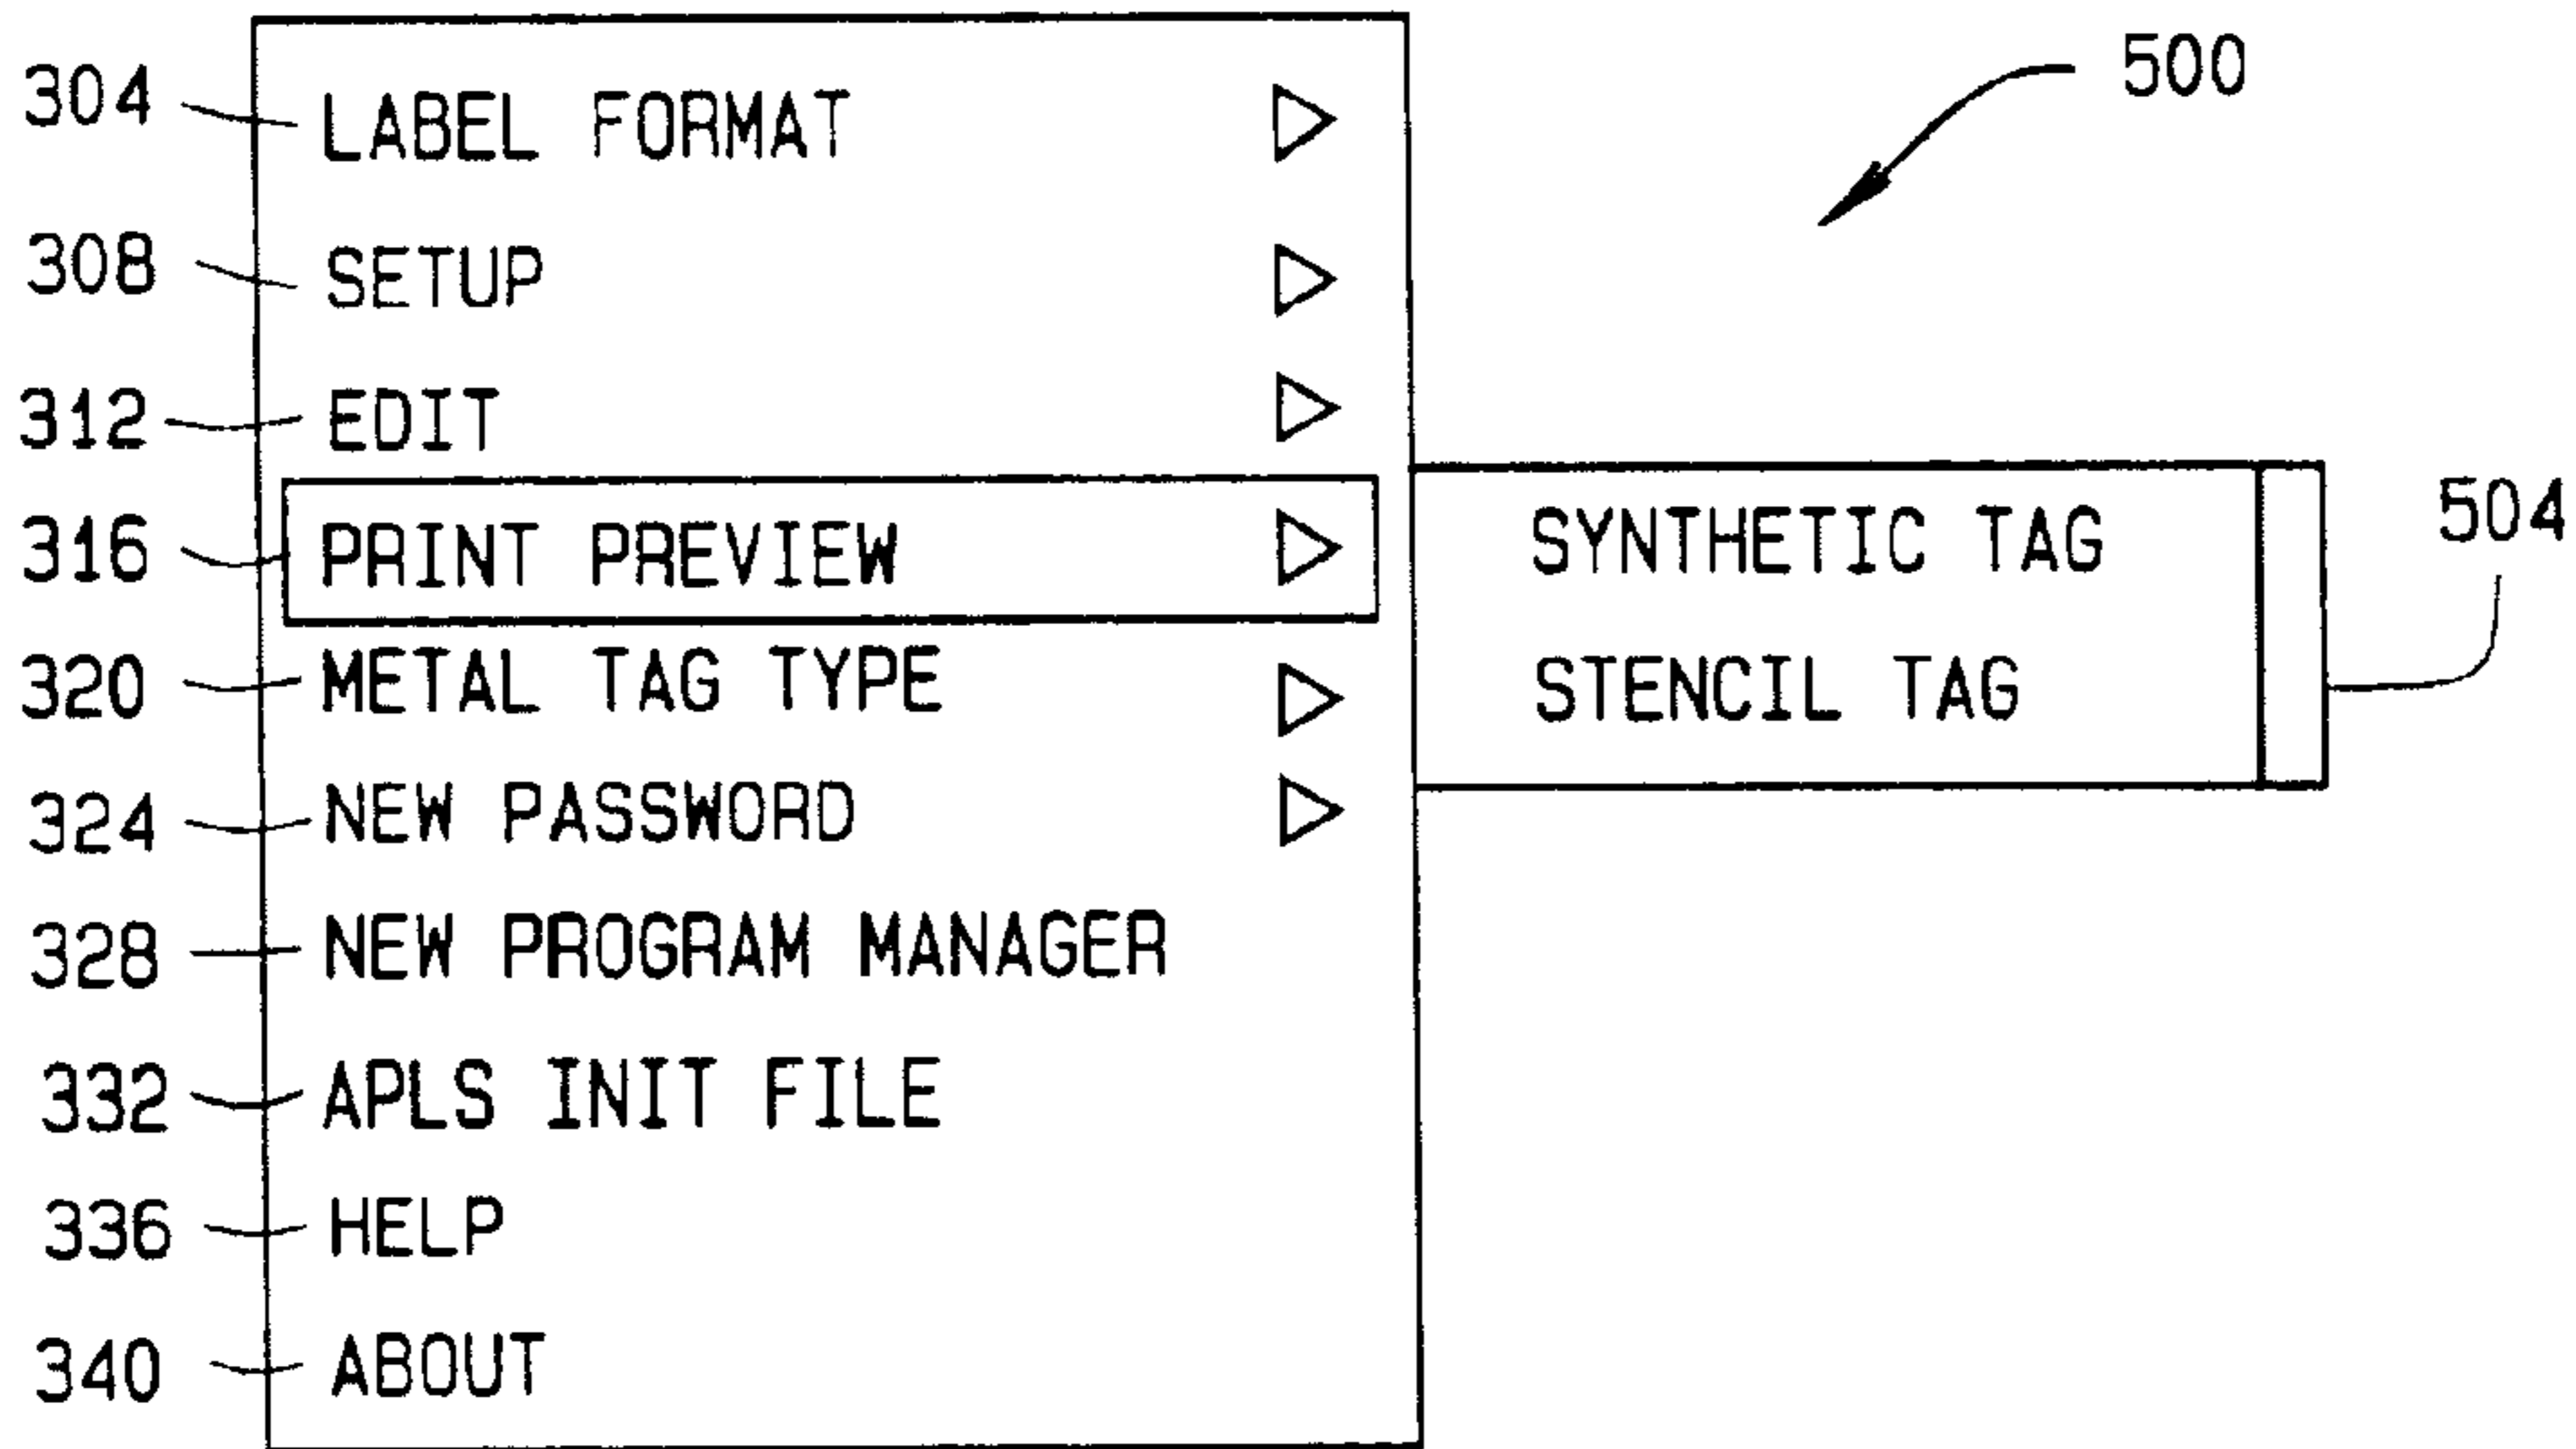 304 LABEL FORMAT
500
308 SETUP
312 EDIT
316 PRINT PREVIEW
SYNTHETIC TAG
504
320 METAL TAG TYPE
STENCIL TAG
324 NEW PASSWORD
328 NEW PROGRAM MANAGER
332 APLS INIT FILE
336 HELP
340 ABOUT